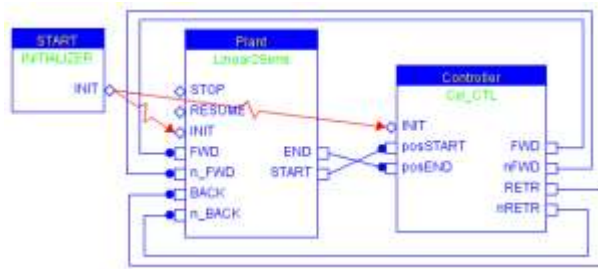 START
INITIALIZER
INIT
Plant
STOP
RESUME
INIT
FWD
n_FWD
BACK
n_BACK
END
START
Controller
INIT
posSTART
posEND
FWD
nFWD
RETR
nRETR